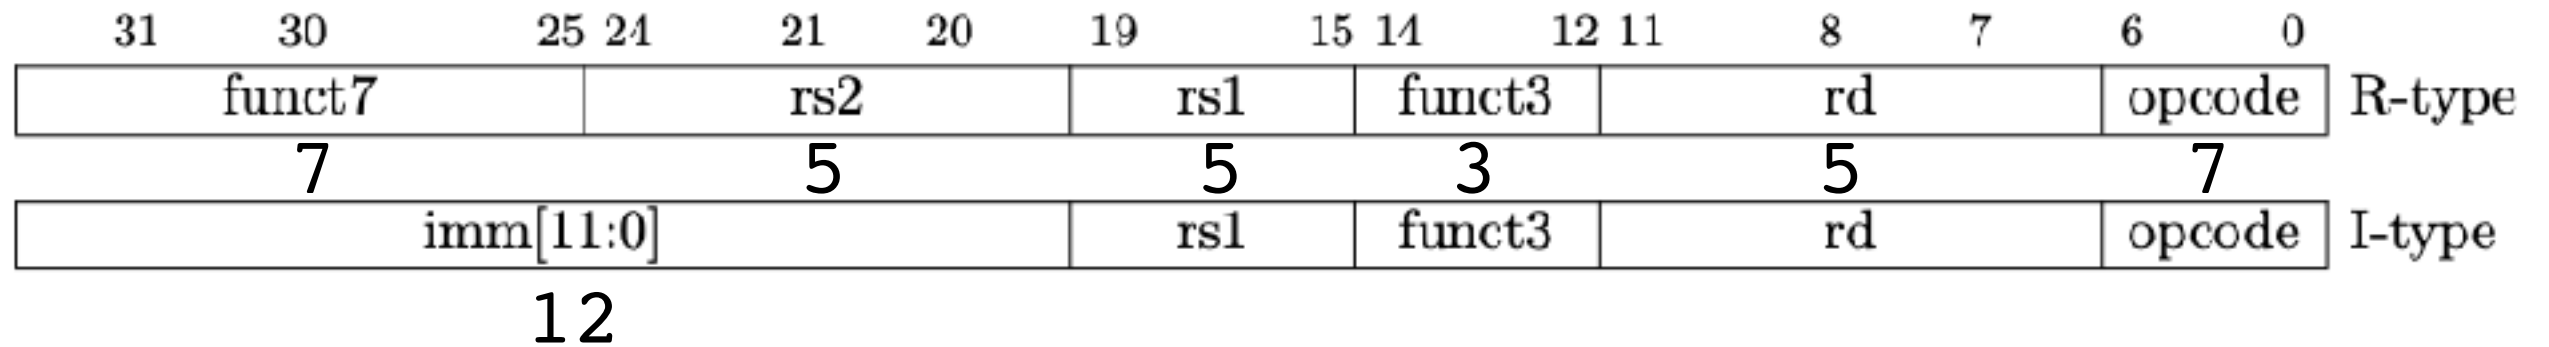 31 30 25 24 21 20 19 15 14 12 11 8 7 6 0
funct7 rs2 rs1 funct3 rd opcode R-type
7 5 5 3 5 7
imm[11:0] rs1 funct3 rd opcode I-type
12